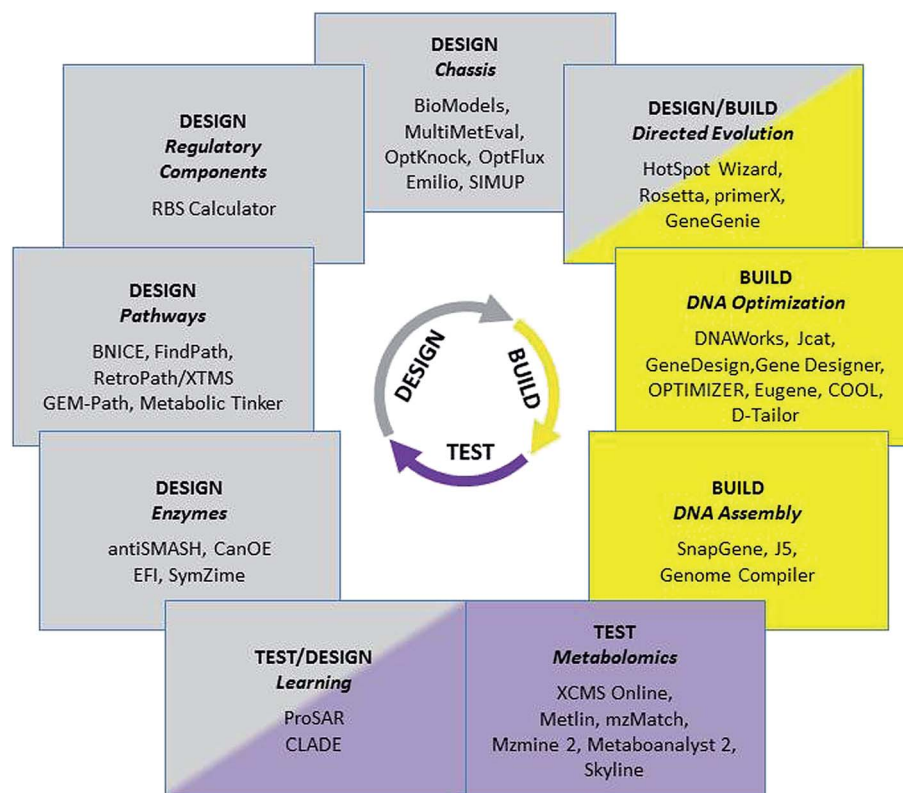 DESIGN
Chassis
BioModels,
MultiMetEval,
OptKnock, OptFlux
Emilio, SIMUP
DESIGN/BUILD
Directed Evolution
HotSpot Wizard,
Rosetta, primerX,
GeneGenie
BUILD
DNA Optimization
DNAWorks, Jcat,
GeneDesign,Gene Designer,
OPTIMIZER, Eugene, COOL,
D-Tailor
BUILD
DNA Assembly
SnapGene, J5,
Genome Compiler
TEST
Metabolomics
XCMS Online,
Metlin, mzMatch,
Mzmine 2, Metaboanalyst 2,
Skyline
TEST/DESIGN
Learning
ProSAR
CLADE
DESIGN
Enzymes
antiSMASH, CanOE
EFI, SymZime
DESIGN
Pathways
BNICE, FindPath,
RetroPath/XTMS
GEM-Path, Metabolic Tinker
DESIGN
Regulatory
Components
RBS Calculator
DESIGN
BUILD
TEST